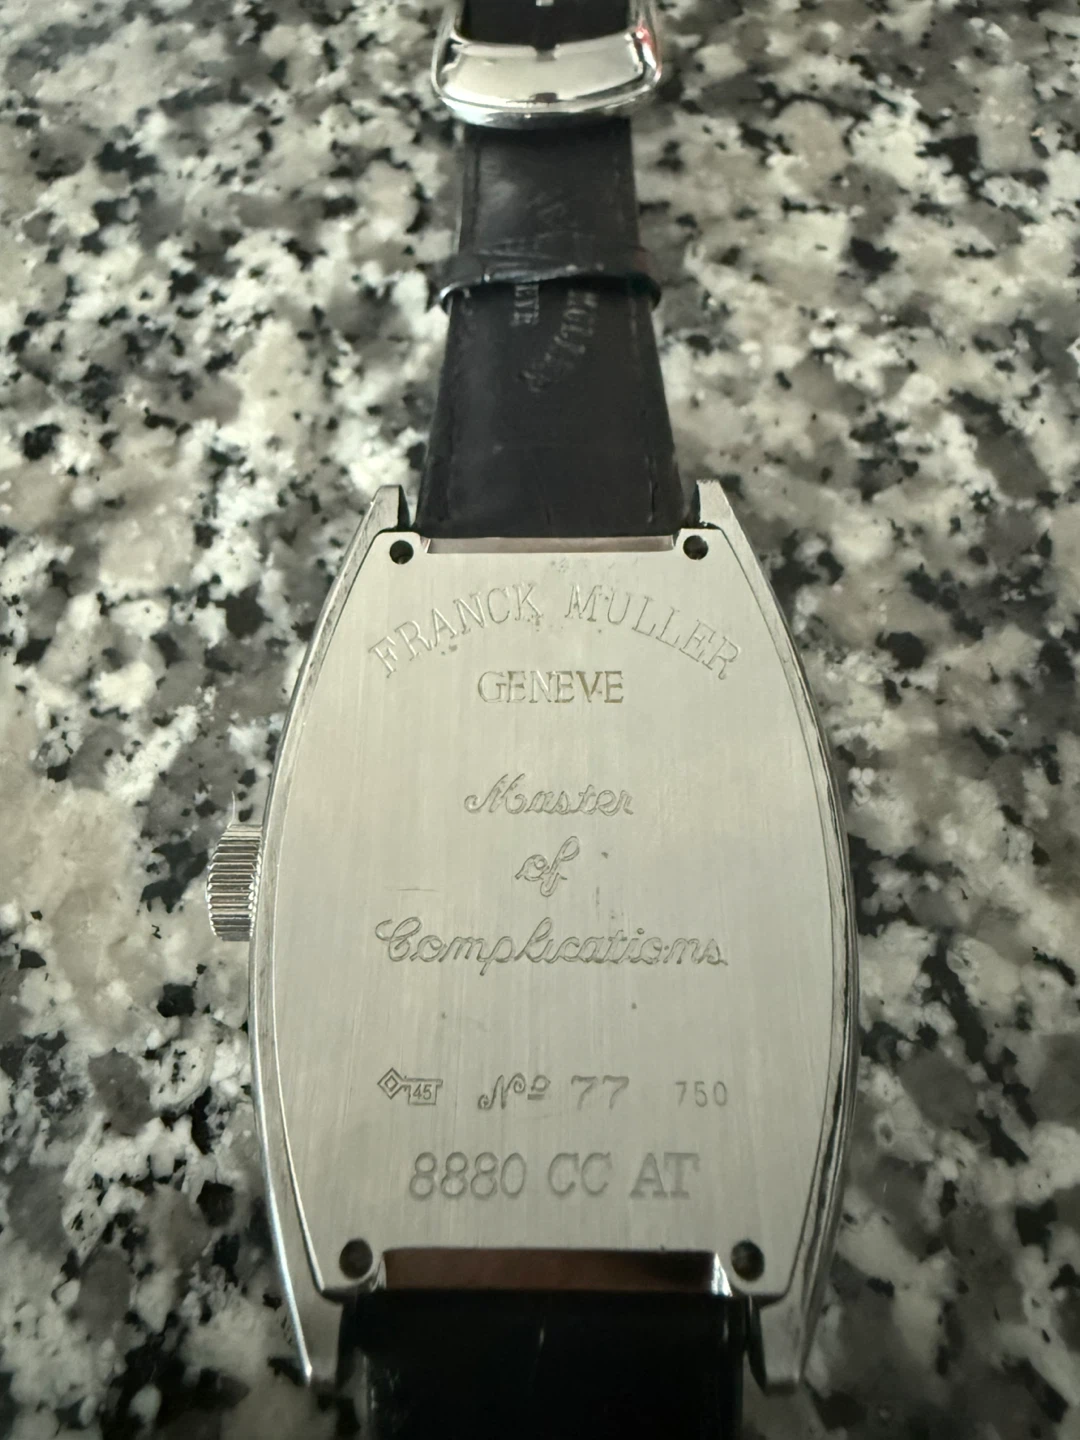 FRANCK MULLER
GENEVE
Master
of
Complications
45 Nº 77 750
8880 CC AT